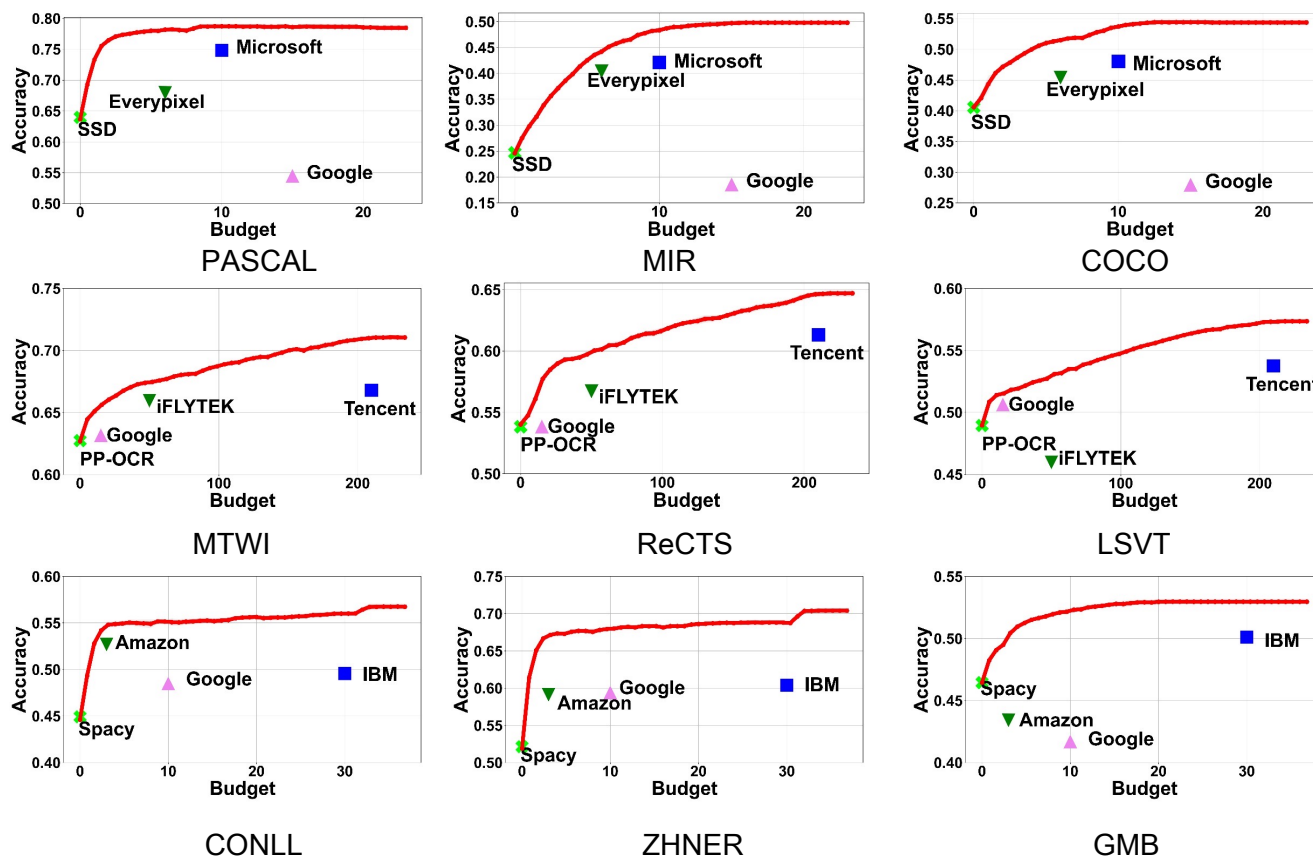 0.80
0.75
0.70
0.65
0.60
0.55
0.50
Accuracy
Microsoft
Everypixel
SSD
Google
0 10 20
Budget
PASCAL
0.50
0.45
0.40
0.35
0.30
0.25
0.20
0.15
Accuracy
Microsoft
Everypixel
SSD
Google
0 10 20
Budget
MIR
0.55
0.50
0.45
0.40
0.35
0.30
0.25
Accuracy
Microsoft
Everypixel
SSD
Google
0 10 20
Budget
COCO
0.75
0.70
0.65
0.60
Accuracy
iFLYTEK
Tencent
Google
PP-OCR
0 100 200
Budget
MTWI
0.65
0.60
0.55
0.50
Accuracy
Tencent
iFLYTEK
Google
PP-OCR
0 100 200
Budget
ReCTS
0.60
0.55
0.50
0.45
Accuracy
Tencent
Google
PP-OCR
iFLYTEK
0 100 200
Budget
LSVT
0.60
0.55
0.50
0.45
0.40
Accuracy
Amazon
Google
IBM
Spacy
0 10 30
Budget
CONLL
0.75
0.70
0.65
0.60
0.55
0.50
Accuracy
Google
IBM
Amazon
Spacy
0 10 30
Budget
ZHNER
0.55
0.50
0.45
0.40
Accuracy
IBM
Spacy
Amazon
Google
0 10 30
Budget
GMB